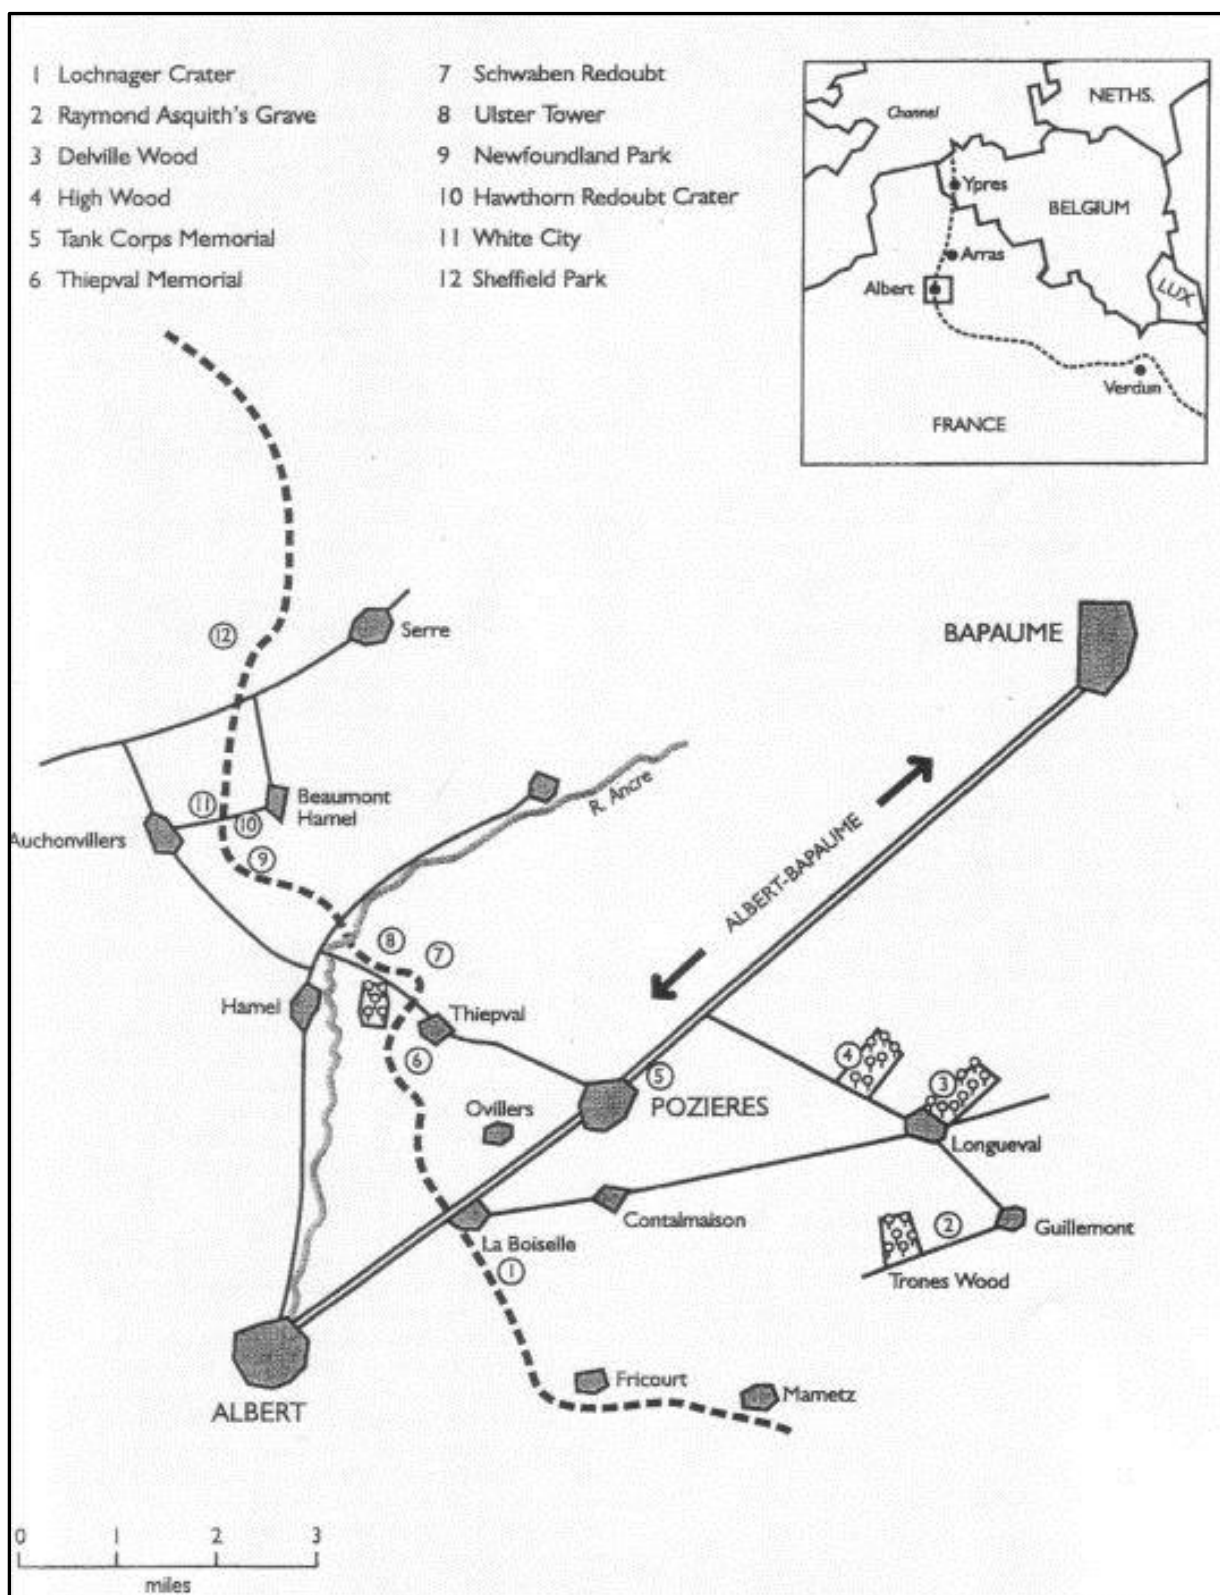 1 Lochnager Crater
2 Raymond Asquith's Grave
3 Delville Wood
4 High Wood
5 Tank Corps Memorial
6 Thiepval Memorial
7 Schwaben Redoubt
8 Ulster Tower
9 Newfoundland Park
10 Hawthorn Redoubt Crater
11 White City
12 Sheffield Park
Channel
NETHS.
Ypres
BELGIUM
Arras
Albert
LUX
Verdun
FRANCE
12
Serre
BAPAUME
R. Ancre
Beaumont
Hamel
11
10
Auchonvillers
9
ALBERT-BAPAUME
8
7
Hamel
Thiepval
6
4
3
5
POZIERES
Ovillers
Longueval
Contalmaison
2
Guillemont
La Boiselle
1
Trones Wood
Fricourt
Mametz
ALBERT
0 1 2 3
miles